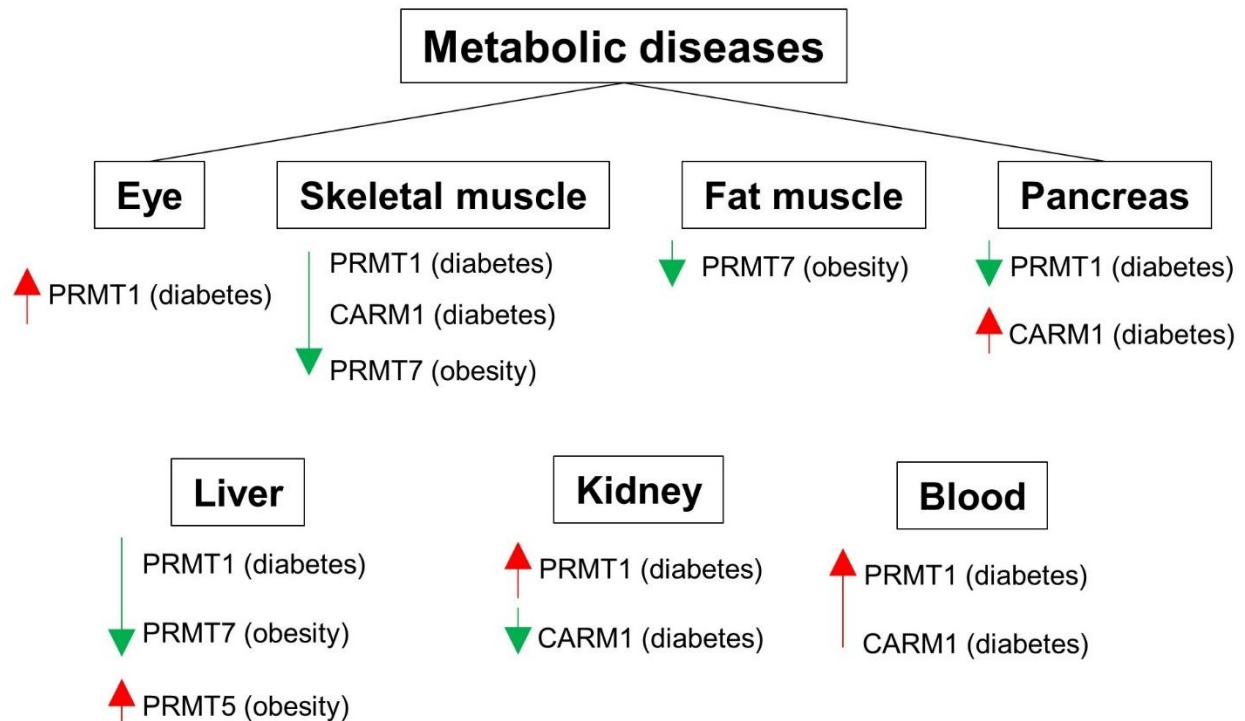 Metabolic diseases
Eye
Skeletal muscle
Fat muscle
Pancreas
PRMT1 (diabetes)
PRMT1 (diabetes)
CARM1 (diabetes)
PRMT7 (obesity)
PRMT7 (obesity)
PRMT1 (diabetes)
CARM1 (diabetes)
Liver
Kidney
Blood
PRMT1 (diabetes)
PRMT7 (obesity)
PRMT5 (obesity)
PRMT1 (diabetes)
CARM1 (diabetes)
PRMT1 (diabetes)
CARM1 (diabetes)